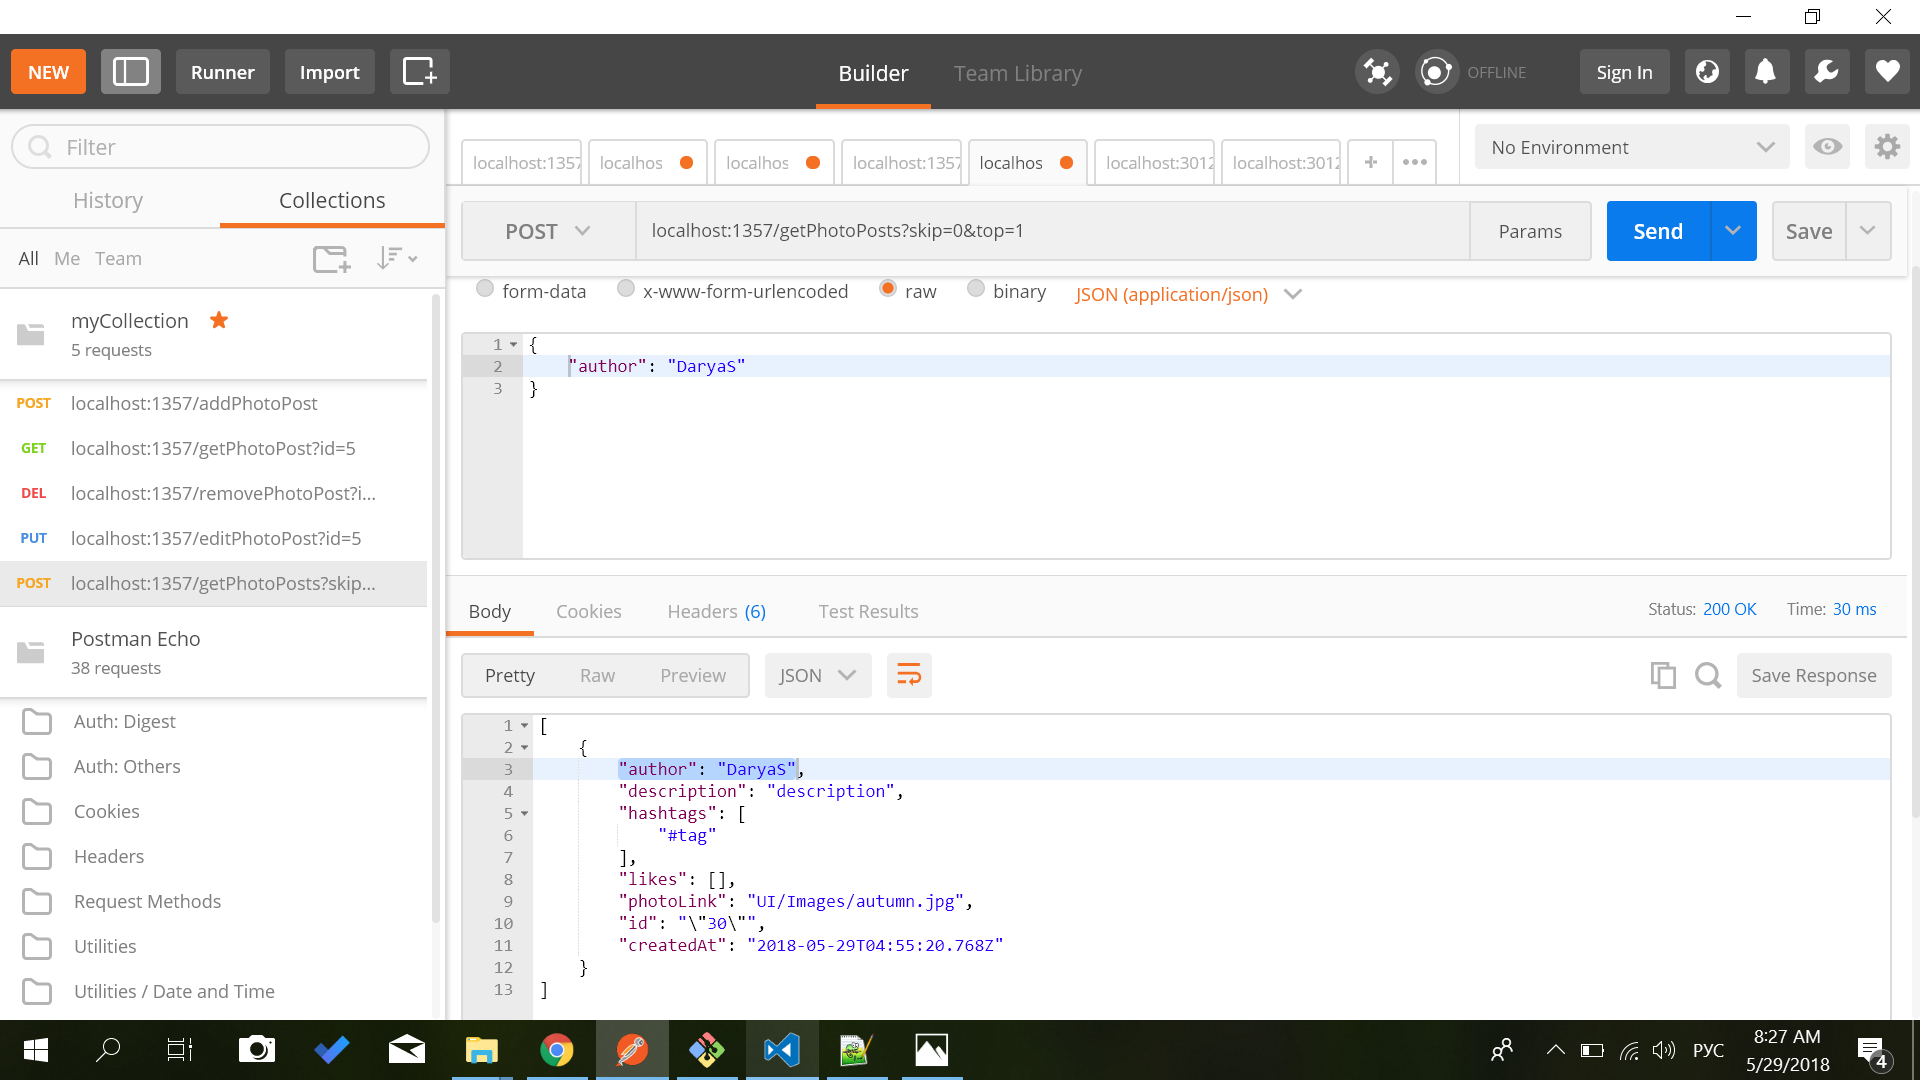 NEW
Runner
Import
Builder
Team Library
OFFLINE
Sign In
Filter
History
Collections
All Me Team
myCollection
5 requests
POST localhost:1357/addPhotoPost
GET localhost:1357/getPhotoPost?id=5
DEL localhost:1357/removePhotoPost?i...
PUT localhost:1357/editPhotoPost?id=5
POST localhost:1357/getPhotoPosts?skip...
Postman Echo
38 requests
Auth: Digest
Auth: Others
Cookies
Headers
Request Methods
Utilities
Utilities / Date and Time
localhost:1357 localhos localhos localhost:1357 localhos localhost:3012 localhost:3012 + •••
No Environment
POST localhost:1357/getPhotoPosts?skip=0&top=1 Params Send Save
form-data x-www-form-urlencoded raw binary JSON (application/json)
1 {
2 "author": "DaryaS"
3 }
Body Cookies Headers (6) Test Results
Status: 200 OK Time: 30 ms
Pretty Raw Preview JSON Save Response
1 [
2 {
3 "author": "DaryaS",
4 "description": "description",
5 "hashtags": [
6 "#tag"
7 ],
8 "likes": [],
9 "photoLink": "UI/Images/autumn.jpg",
10 "id": "\"30\"",
11 "createdAt": "2018-05-29T04:55:20.768Z"
12 }
13 ]
РУС
8:27 AM
5/29/2018
4